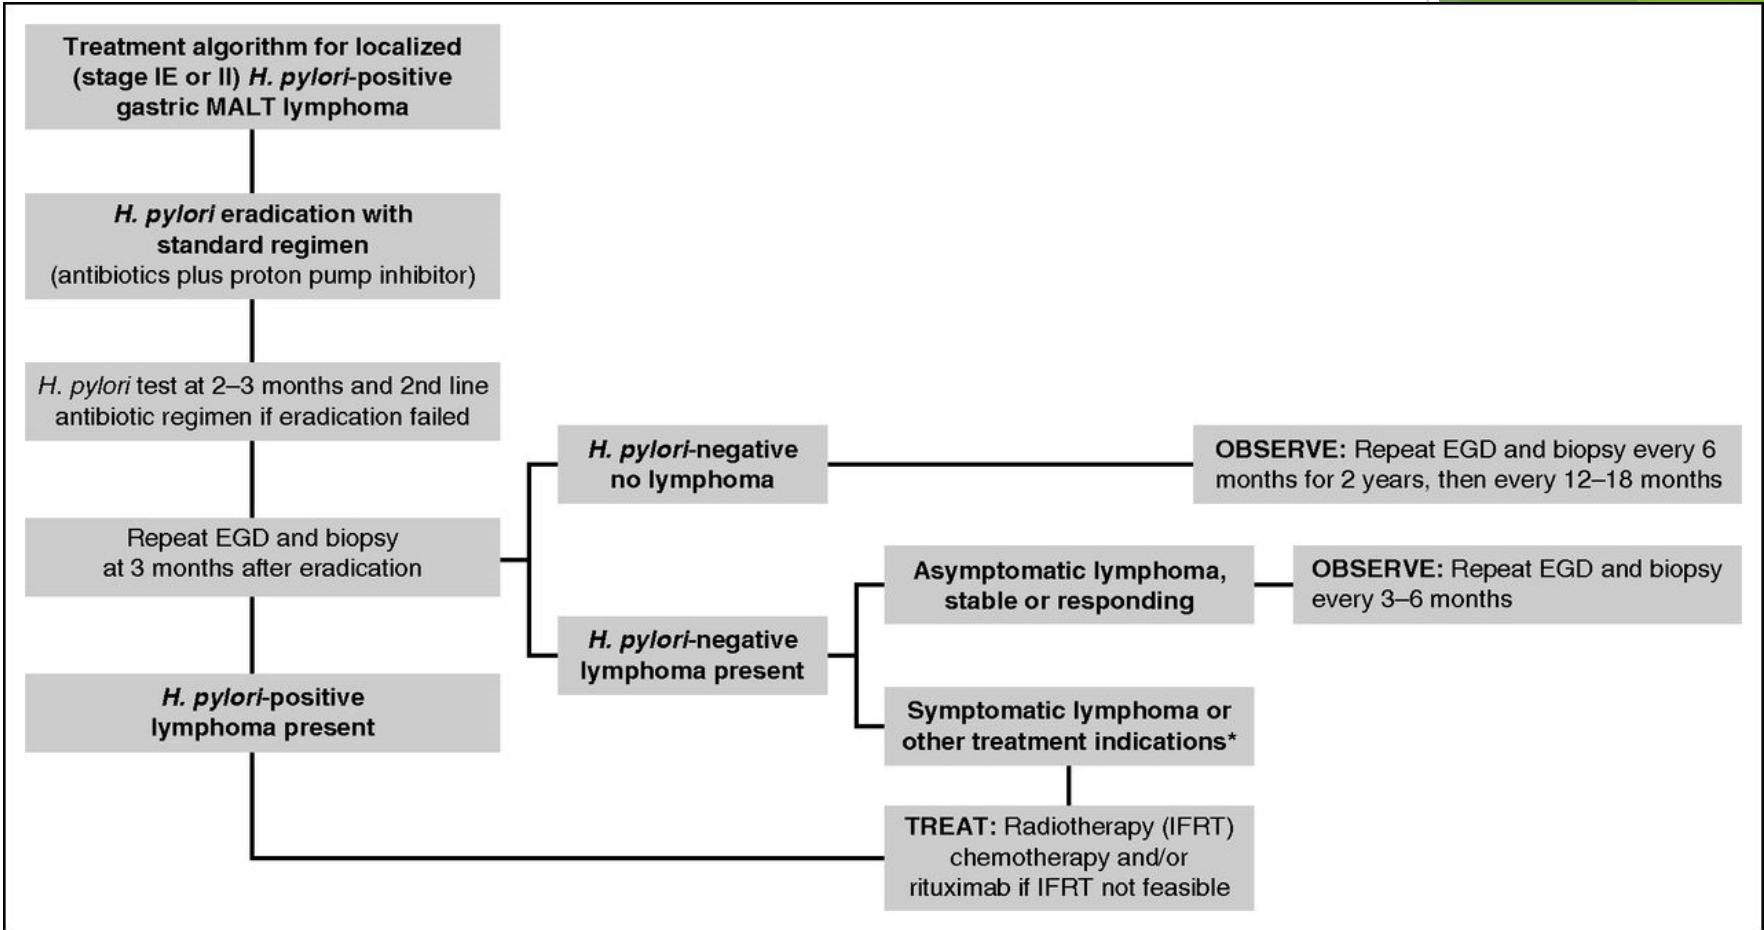 Treatment algorithm for localized
(stage IE or II) H. pylori-positive
gastric MALT lymphoma
H. pylori eradication with
standard regimen
(antibiotics plus proton pump inhibitor)
H. pylori test at 2–3 months and 2nd line
antibiotic regimen if eradication failed
Repeat EGD and biopsy
at 3 months after eradication
H. pylori-positive
lymphoma present
H. pylori-negative
no lymphoma
OBSERVE: Repeat EGD and biopsy every 6
months for 2 years, then every 12–18 months
H. pylori-negative
lymphoma present
Asymptomatic lymphoma,
stable or responding
OBSERVE: Repeat EGD and biopsy
every 3–6 months
Symptomatic lymphoma or
other treatment indications*
TREAT: Radiotherapy (IFRT)
chemotherapy and/or
rituximab if IFRT not feasible